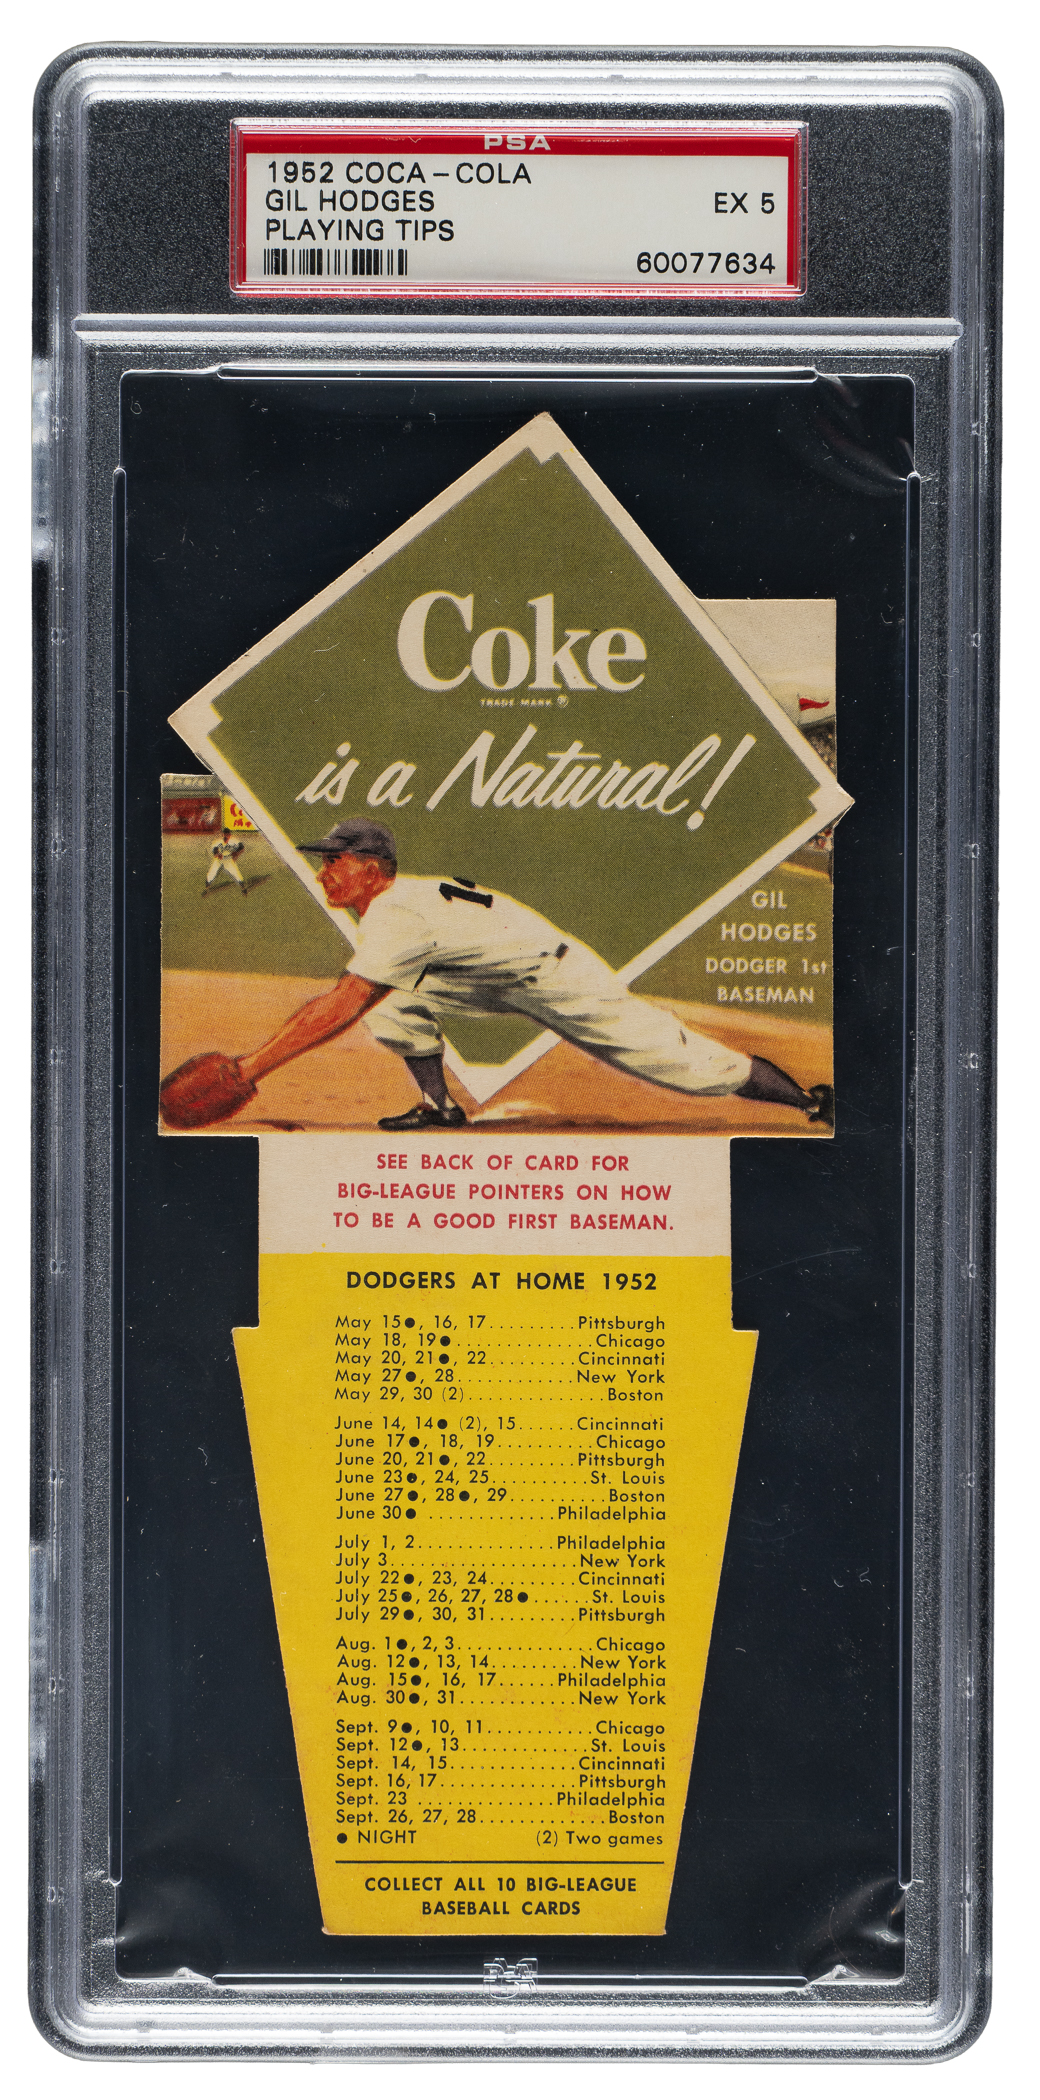 PSA
1952 COCA-COLA
GIL HODGES EX 5
PLAYING TIPS
60077634
Coke
TRADE MARK ®
is a Natural!
GIL
HODGES
DODGER 1st
BASEMAN
SEE BACK OF CARD FOR
BIG-LEAGUE POINTERS ON HOW
TO BE A GOOD FIRST BASEMAN.
DODGERS AT HOME 1952
May 15●, 16, 17.........Pittsburgh
May 18, 19●..............Chicago
May 20, 21●, 22.........Cincinnati
May 27●, 28............New York
May 29, 30 (2)..............Boston
June 14, 14● (2), 15......Cincinnati
June 17●, 18, 19..........Chicago
June 20, 21●, 22.........Pittsburgh
June 23●, 24, 25..........St. Louis
June 27●, 28●, 29..........Boston
June 30● .............Philadelphia
July 1, 2..............Philadelphia
July 3...................New York
July 22●, 23, 24.........Cincinnati
July 25●, 26, 27, 28●......St. Louis
July 29●, 30, 31.........Pittsburgh
Aug. 1●, 2, 3..............Chicago
Aug. 12●, 13, 14.........New York
Aug. 15●, 16, 17......Philadelphia
Aug. 30●, 31............New York
Sept. 9●, 10, 11...........Chicago
Sept. 12●, 13.............St. Louis
Sept. 14, 15.............Cincinnati
Sept. 16, 17..............Pittsburgh
Sept. 23 ..............Philadelphia
Sept. 26, 27, 28.............Boston
● NIGHT (2) Two games
COLLECT ALL 10 BIG-LEAGUE
BASEBALL CARDS